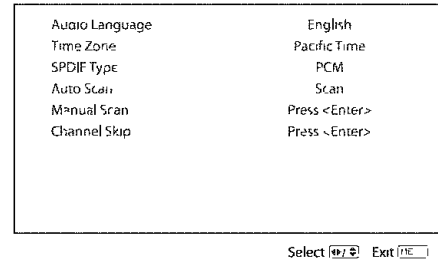 Audio Language English
Time Zone Pacific Time
SPDIF Type PCM
Auto Scan Scan
Manual Scan Press <Enter>
Channel Skip Press <Enter>
Select Exit